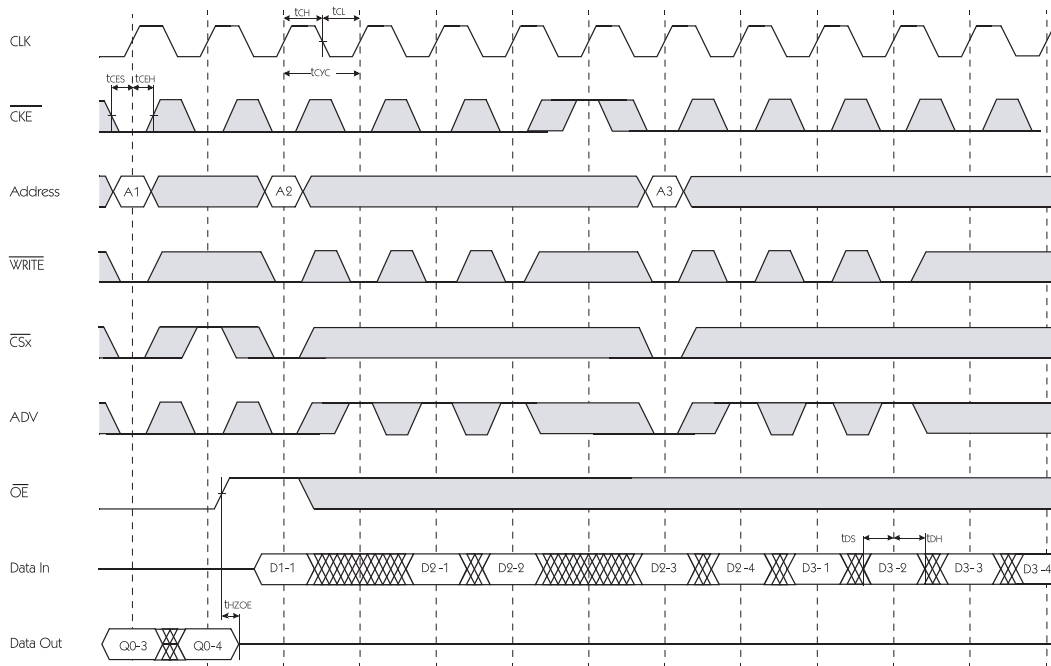 tCH tCL
CLK
tCYC
tCES tCEH
CKE
Address A1 A2 A3
WRITE
CSx
ADV
OE
tDS tDH
Data In D1-1 D2-1 D2-2 D2-3 D2-4 D3-1 D3-2 D3-3 D3-4
tHZOE
Data Out Q0-3 Q0-4